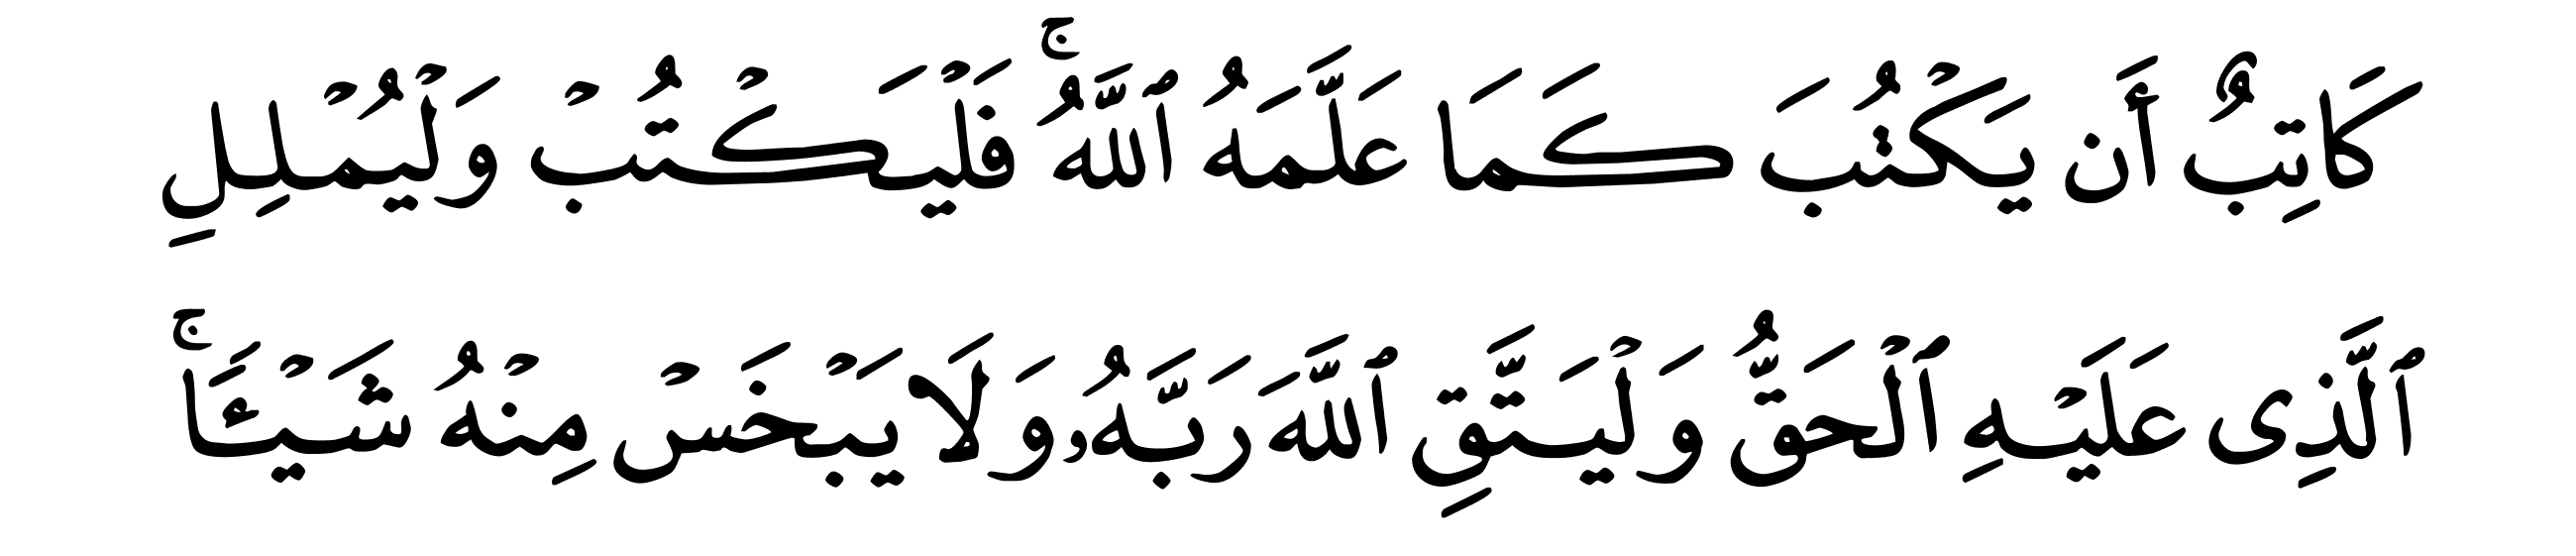 كَاتِبٌ أَن يَكْتُبَ كَمَا عَلَّمَهُ ٱللَّهُ ۚ فَلْيَكْتُبْ وَلْيُمْلِلِ
ٱلَّذِى عَلَيْهِ ٱلْحَقُّ وَلْيَتَّقِ ٱللَّهَ رَبَّهُۥ وَلَا يَبْخَسْ مِنْهُ شَيْـًٔا ۚ